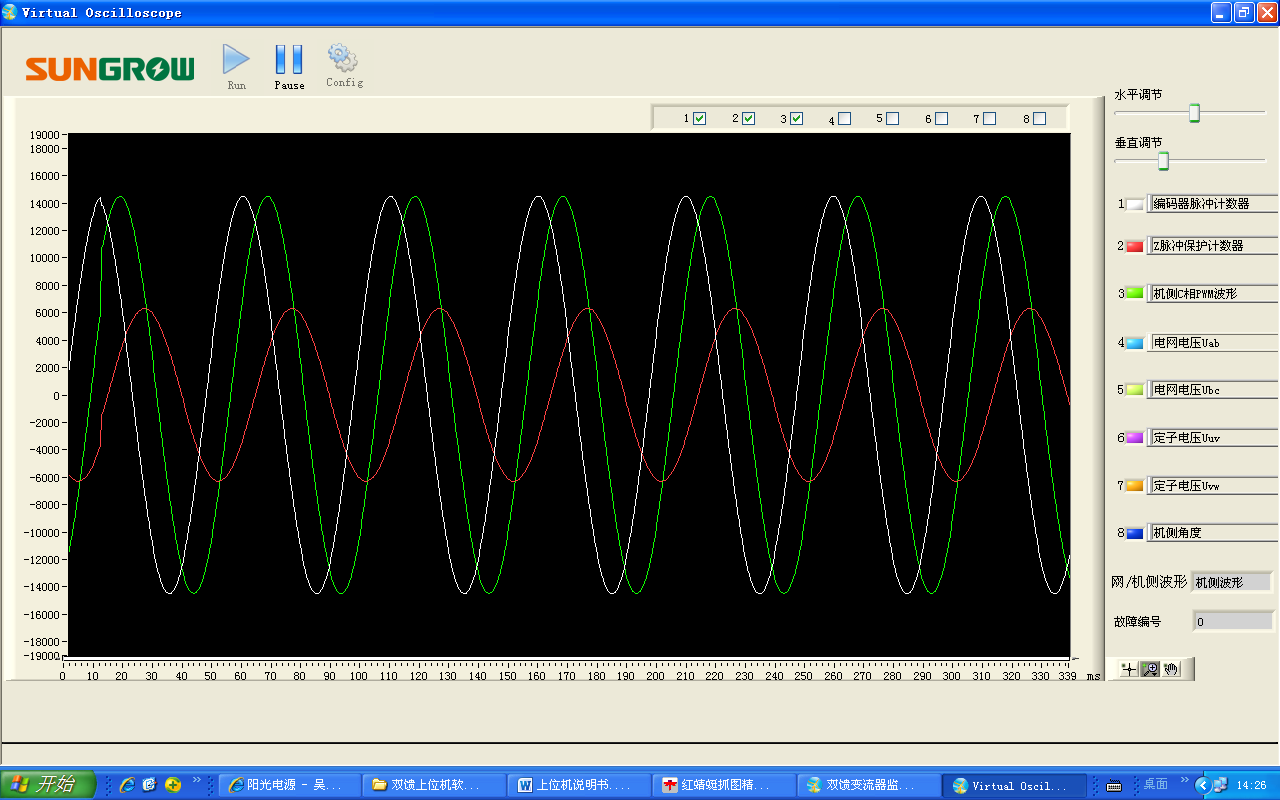 Virtual Oscilloscope
SUNGROW
Run
Pause
Config
1 2 3 4 5 6 7 8
19000
18000
16000
14000
12000
10000
8000
6000
4000
2000
0
-2000
-4000
-6000
-8000
-10000
-12000
-14000
-16000
-18000
-19000
0 10 20 30 40 50 60 70 80 90 100 110 120 130 140 150 160 170 180 190 200 210 220 230 240 250 260 270 280 290 300 310 320 330 339 ms
水平调节
垂直调节
1 编码器脉冲计数器
2 Z脉冲保护计数器
3 机侧C相PWM波形
4 电网电压Uab
5 电网电压Ubc
6 定子电压Uuv
7 定子电压Uvw
8 机侧角度
网/机侧波形 机侧波形
故障编号 0
开始 » 阳光电源 - 吴... 双馈上位机软... 上位机说明书.... 红蜻蜓抓图精... 双馈变流器监... Virtual Oscil... 桌面 » 14:26